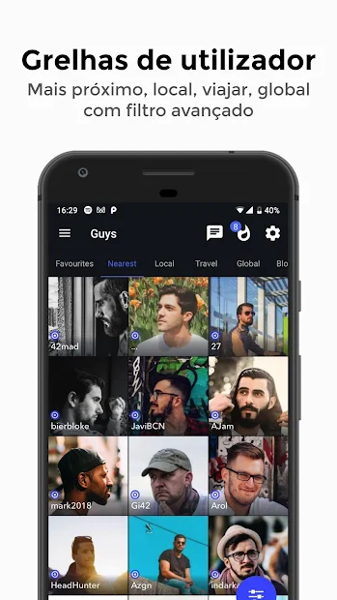 Grelhas de utilizador
Mais próximo, local, viajar, global
com filtro avançado
16:29
40%
Guys
8
Favourites Nearest Local Travel Global Blo
42mad
...
27
bierbloke
JaviBCN
AJam
mark2018
Gi42
Arol
HeadHunter
Azgn
indark